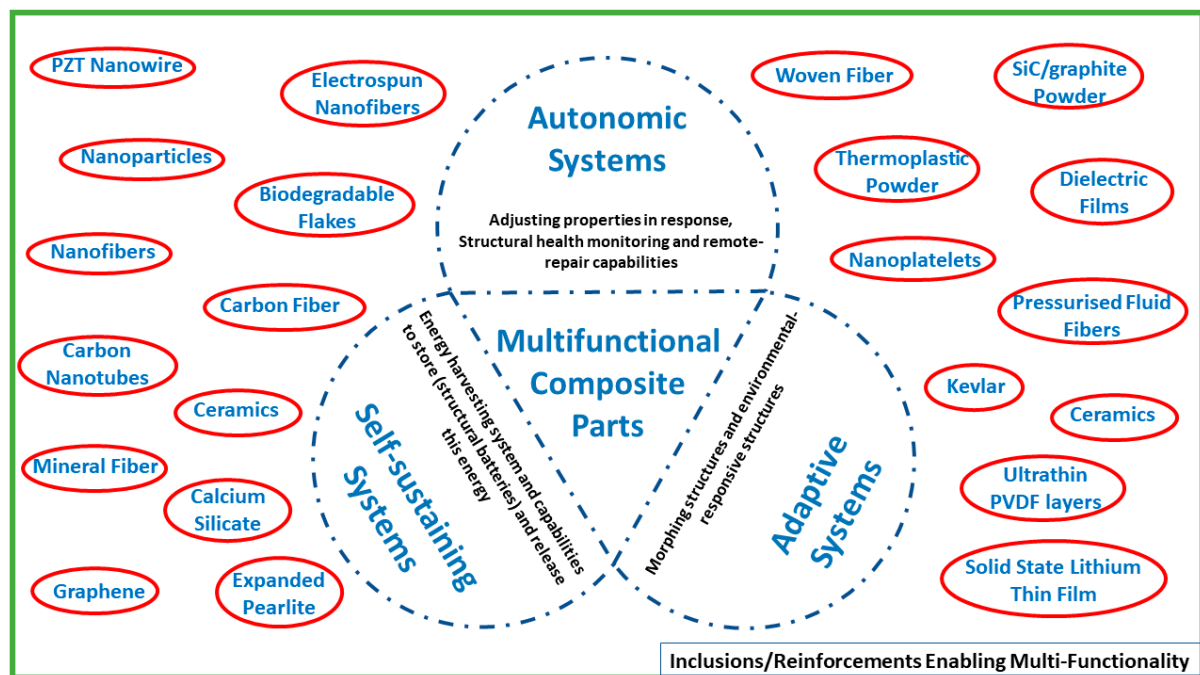 PZT Nanowire
Electrospun
Nanofibers
Nanoparticles
Biodegradable
Flakes
Nanofibers
Carbon Fiber
Carbon
Nanotubes
Ceramics
Mineral Fiber
Calcium
Silicate
Graphene
Expanded
Pearlite
Autonomic
Systems
Adjusting properties in response,
Structural health monitoring and remote-
repair capabilities
Multifunctional
Composite
Parts
Self-sustaining
Systems
Energy harvesting system and capabilities
to store (structural batteries) and release
this energy
Morphing structures and environmental-
responsive structures
Adaptive
Systems
Woven Fiber
SiC/graphite
Powder
Thermoplastic
Powder
Dielectric
Films
Nanoplatelets
Pressurised Fluid
Fibers
Kevlar
Ceramics
Ultrathin
PVDF layers
Solid State Lithium
Thin Film
Inclusions/Reinforcements Enabling Multi-Functionality